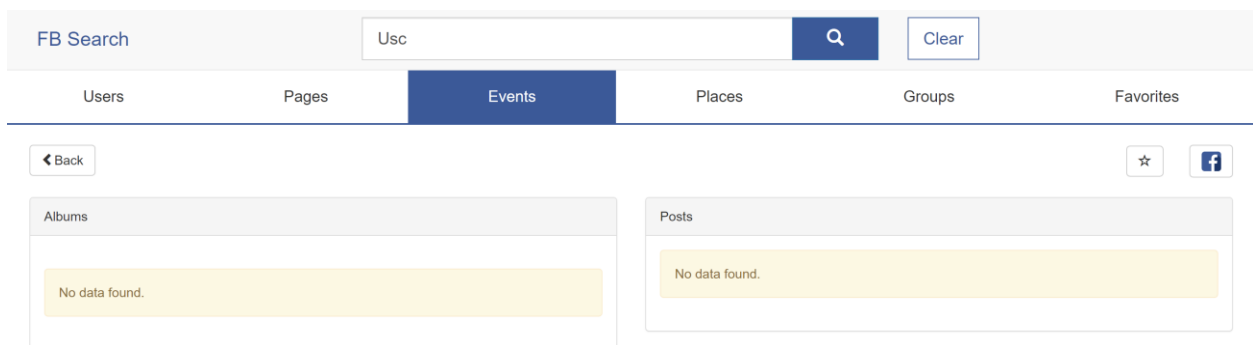 FB Search
Usc
Clear
Users
Pages
Events
Places
Groups
Favorites
Back
Albums
No data found.
Posts
No data found.